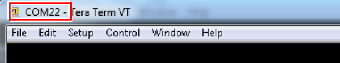 COM22 - Tera Term VT
File Edit Setup Control Window Help